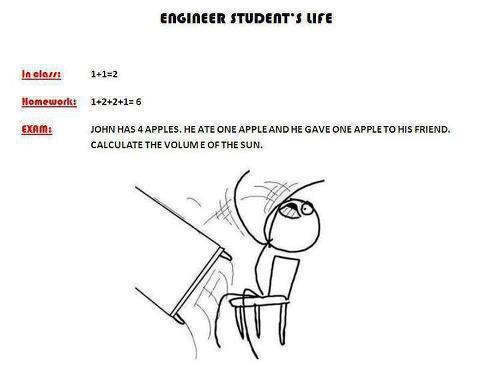 ENGINEER STUDENT'S LIFE
In class: 1+1=2
Homework: 1+2+2+1= 6
EXAM: JOHN HAS 4 APPLES. HE ATE ONE APPLE AND HE GAVE ONE APPLE TO HIS FRIEND.
CALCULATE THE VOLUM E OF THE SUN.